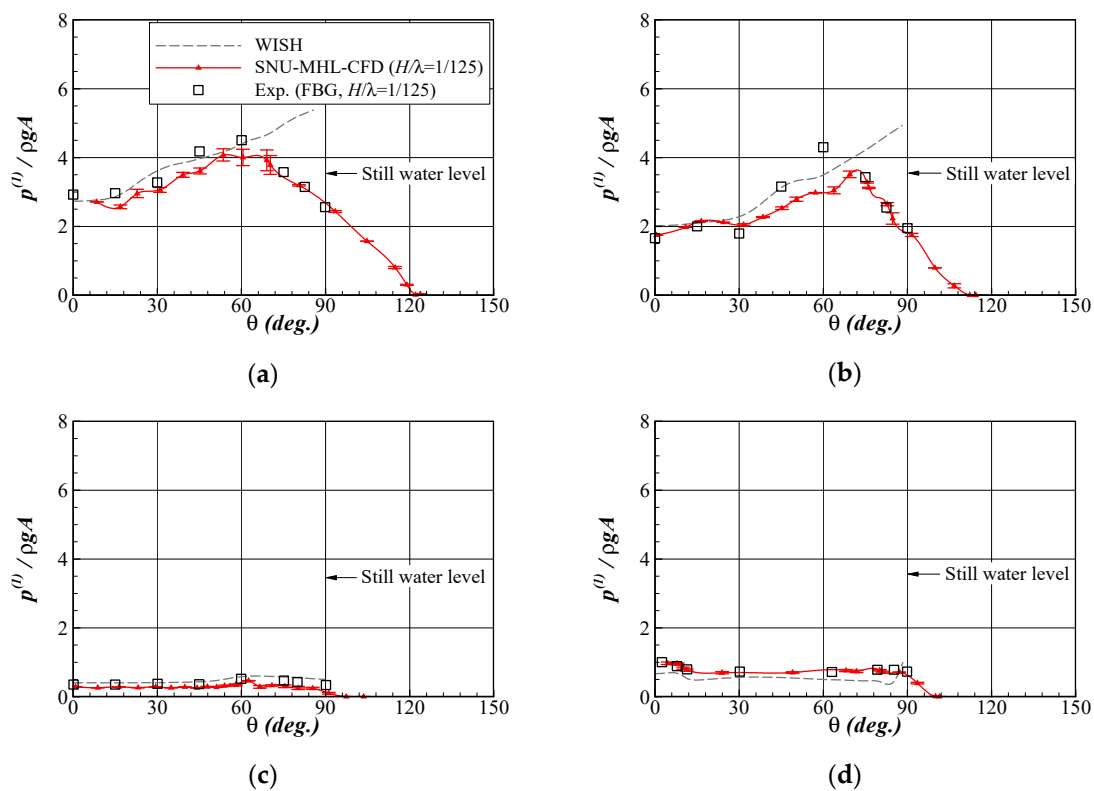 8
6
4
2
0
0 30 60 90 120 150
p(1) / ρgA
θ (deg.)
WISH
SNU-MHL-CFD (H/λ=1/125)
Exp. (FBG, H/λ=1/125)
Still water level
(a)
8
6
4
2
0
0 30 60 90 120 150
p(1) / ρgA
θ (deg.)
Still water level
(b)
8
6
4
2
0
0 30 60 90 120 150
p(1) / ρgA
θ (deg.)
Still water level
(c)
8
6
4
2
0
0 30 60 90 120 150
p(1) / ρgA
θ (deg.)
Still water level
(d)